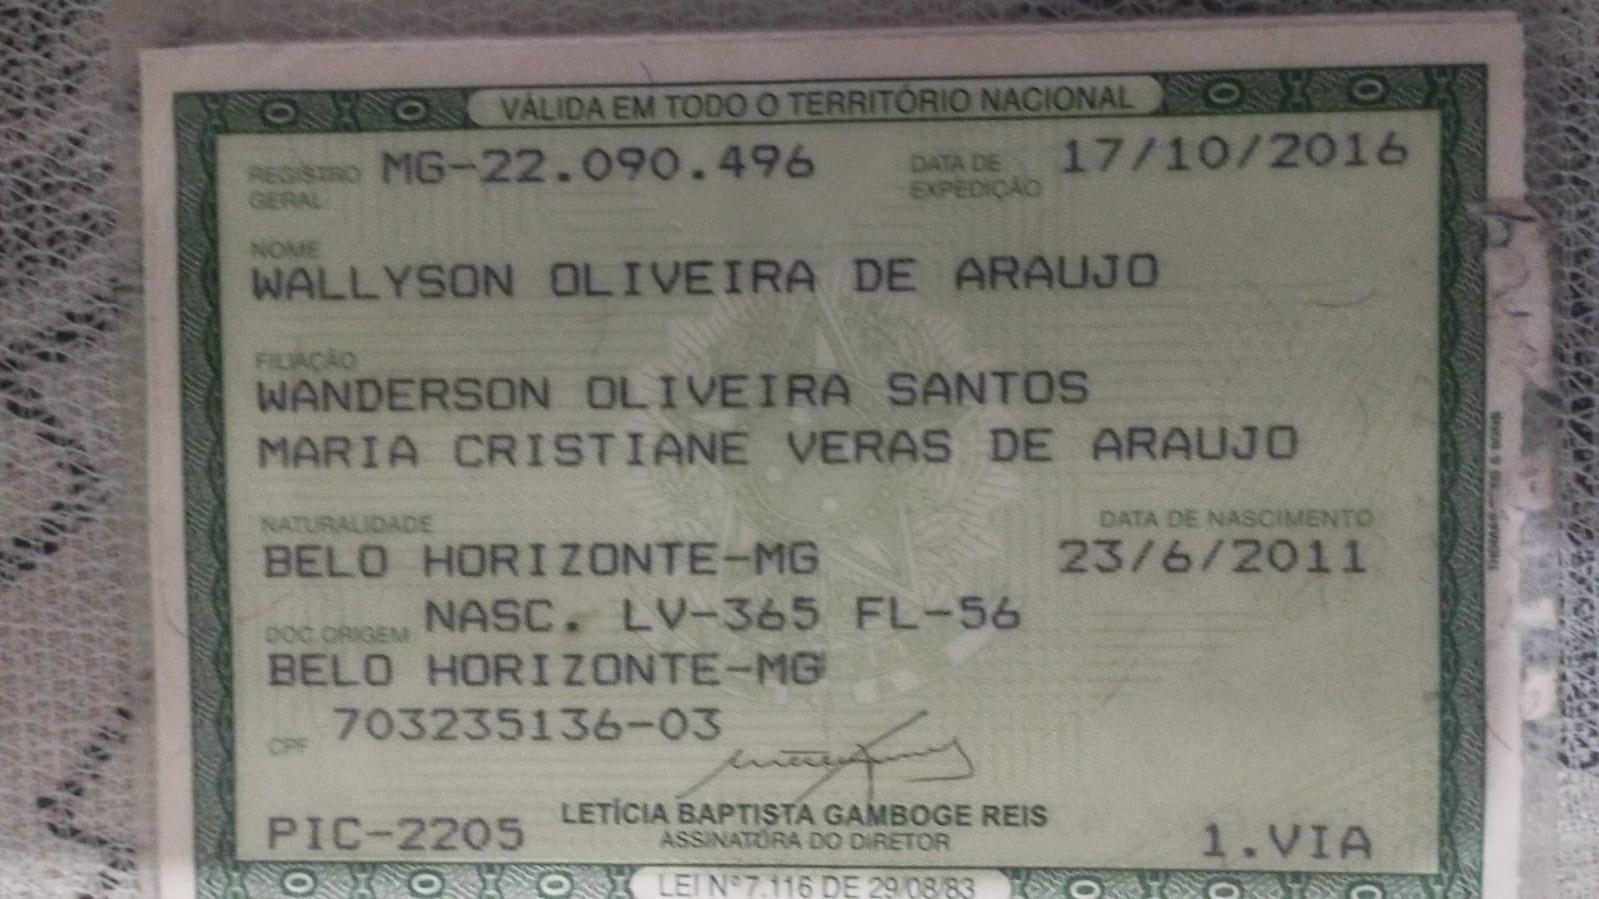 VÁLIDA EM TODO O TERRITÓRIO NACIONAL
REGISTRO GERAL MG-22.090.496 DATA DE EXPEDIÇÃO 17/10/2016
NOME
WALLYSON OLIVEIRA DE ARAUJO
FILIAÇÃO
WANDERSON OLIVEIRA SANTOS
MARIA CRISTIANE VERAS DE ARAUJO
NATURALIDADE DATA DE NASCIMENTO
BELO HORIZONTE-MG 23/6/2011
DOC. ORIGEM NASC. LV-365 FL-56
BELO HORIZONTE-MG
CPF 703235136-03
LETÍCIA BAPTISTA GAMBOGE REIS
PIC-2205 ASSINATURA DO DIRETOR 1.VIA
LEI Nº 7.116 DE 29/08/83